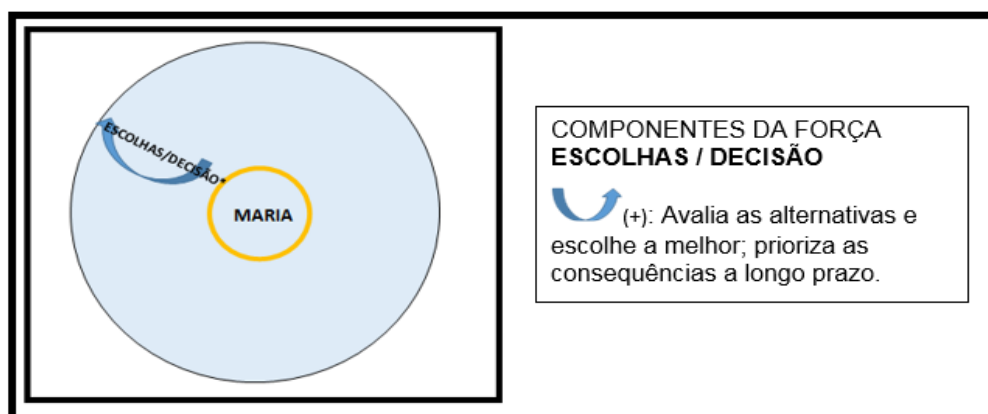 ESCOLHAS/DECISÃO*
MARIA
COMPONENTES DA FORÇA
ESCOLHAS / DECISÃO
(+): Avalia as alternativas e
escolhe a melhor; prioriza as
consequências a longo prazo.